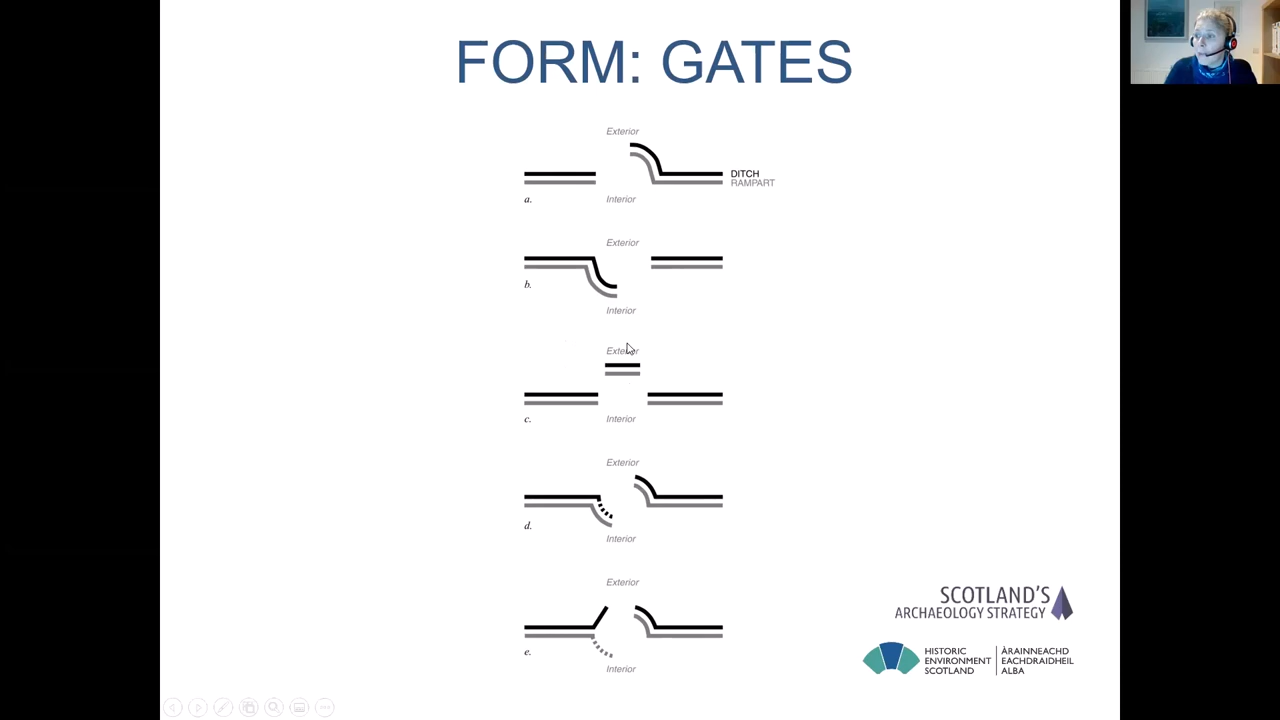 FORM: GATES
Exterior
DITCH
RAMPART
a.
Interior
Exterior
b.
Interior
Exterior
c.
Interior
Exterior
d.
Interior
Exterior
e.
Interior
SCOTLAND'S
ARCHAEOLOGY STRATEGY
HISTORIC
ENVIRONMENT
SCOTLAND
ÀRAINNEACHD
EACHDRAIDHEIL
ALBA